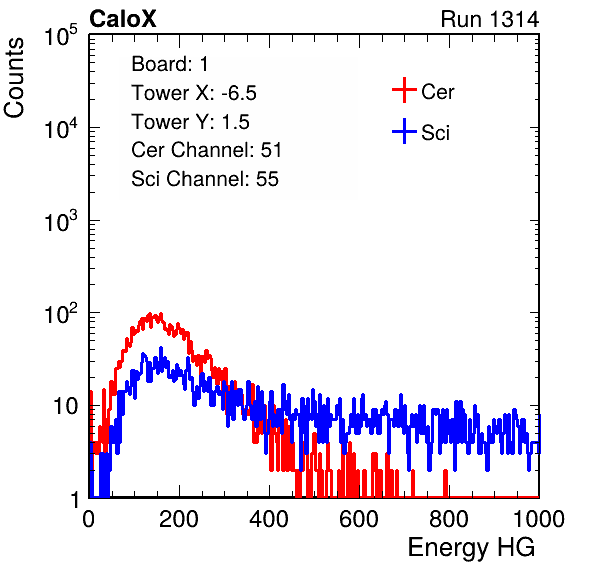 CaloX Run 1314
10^5
Counts
Board: 1
Tower X: -6.5
Tower Y: 1.5
Cer Channel: 51
Sci Channel: 55
Cer
Sci
10^4
10^3
10^2
10
1
0 200 400 600 800 1000
Energy HG